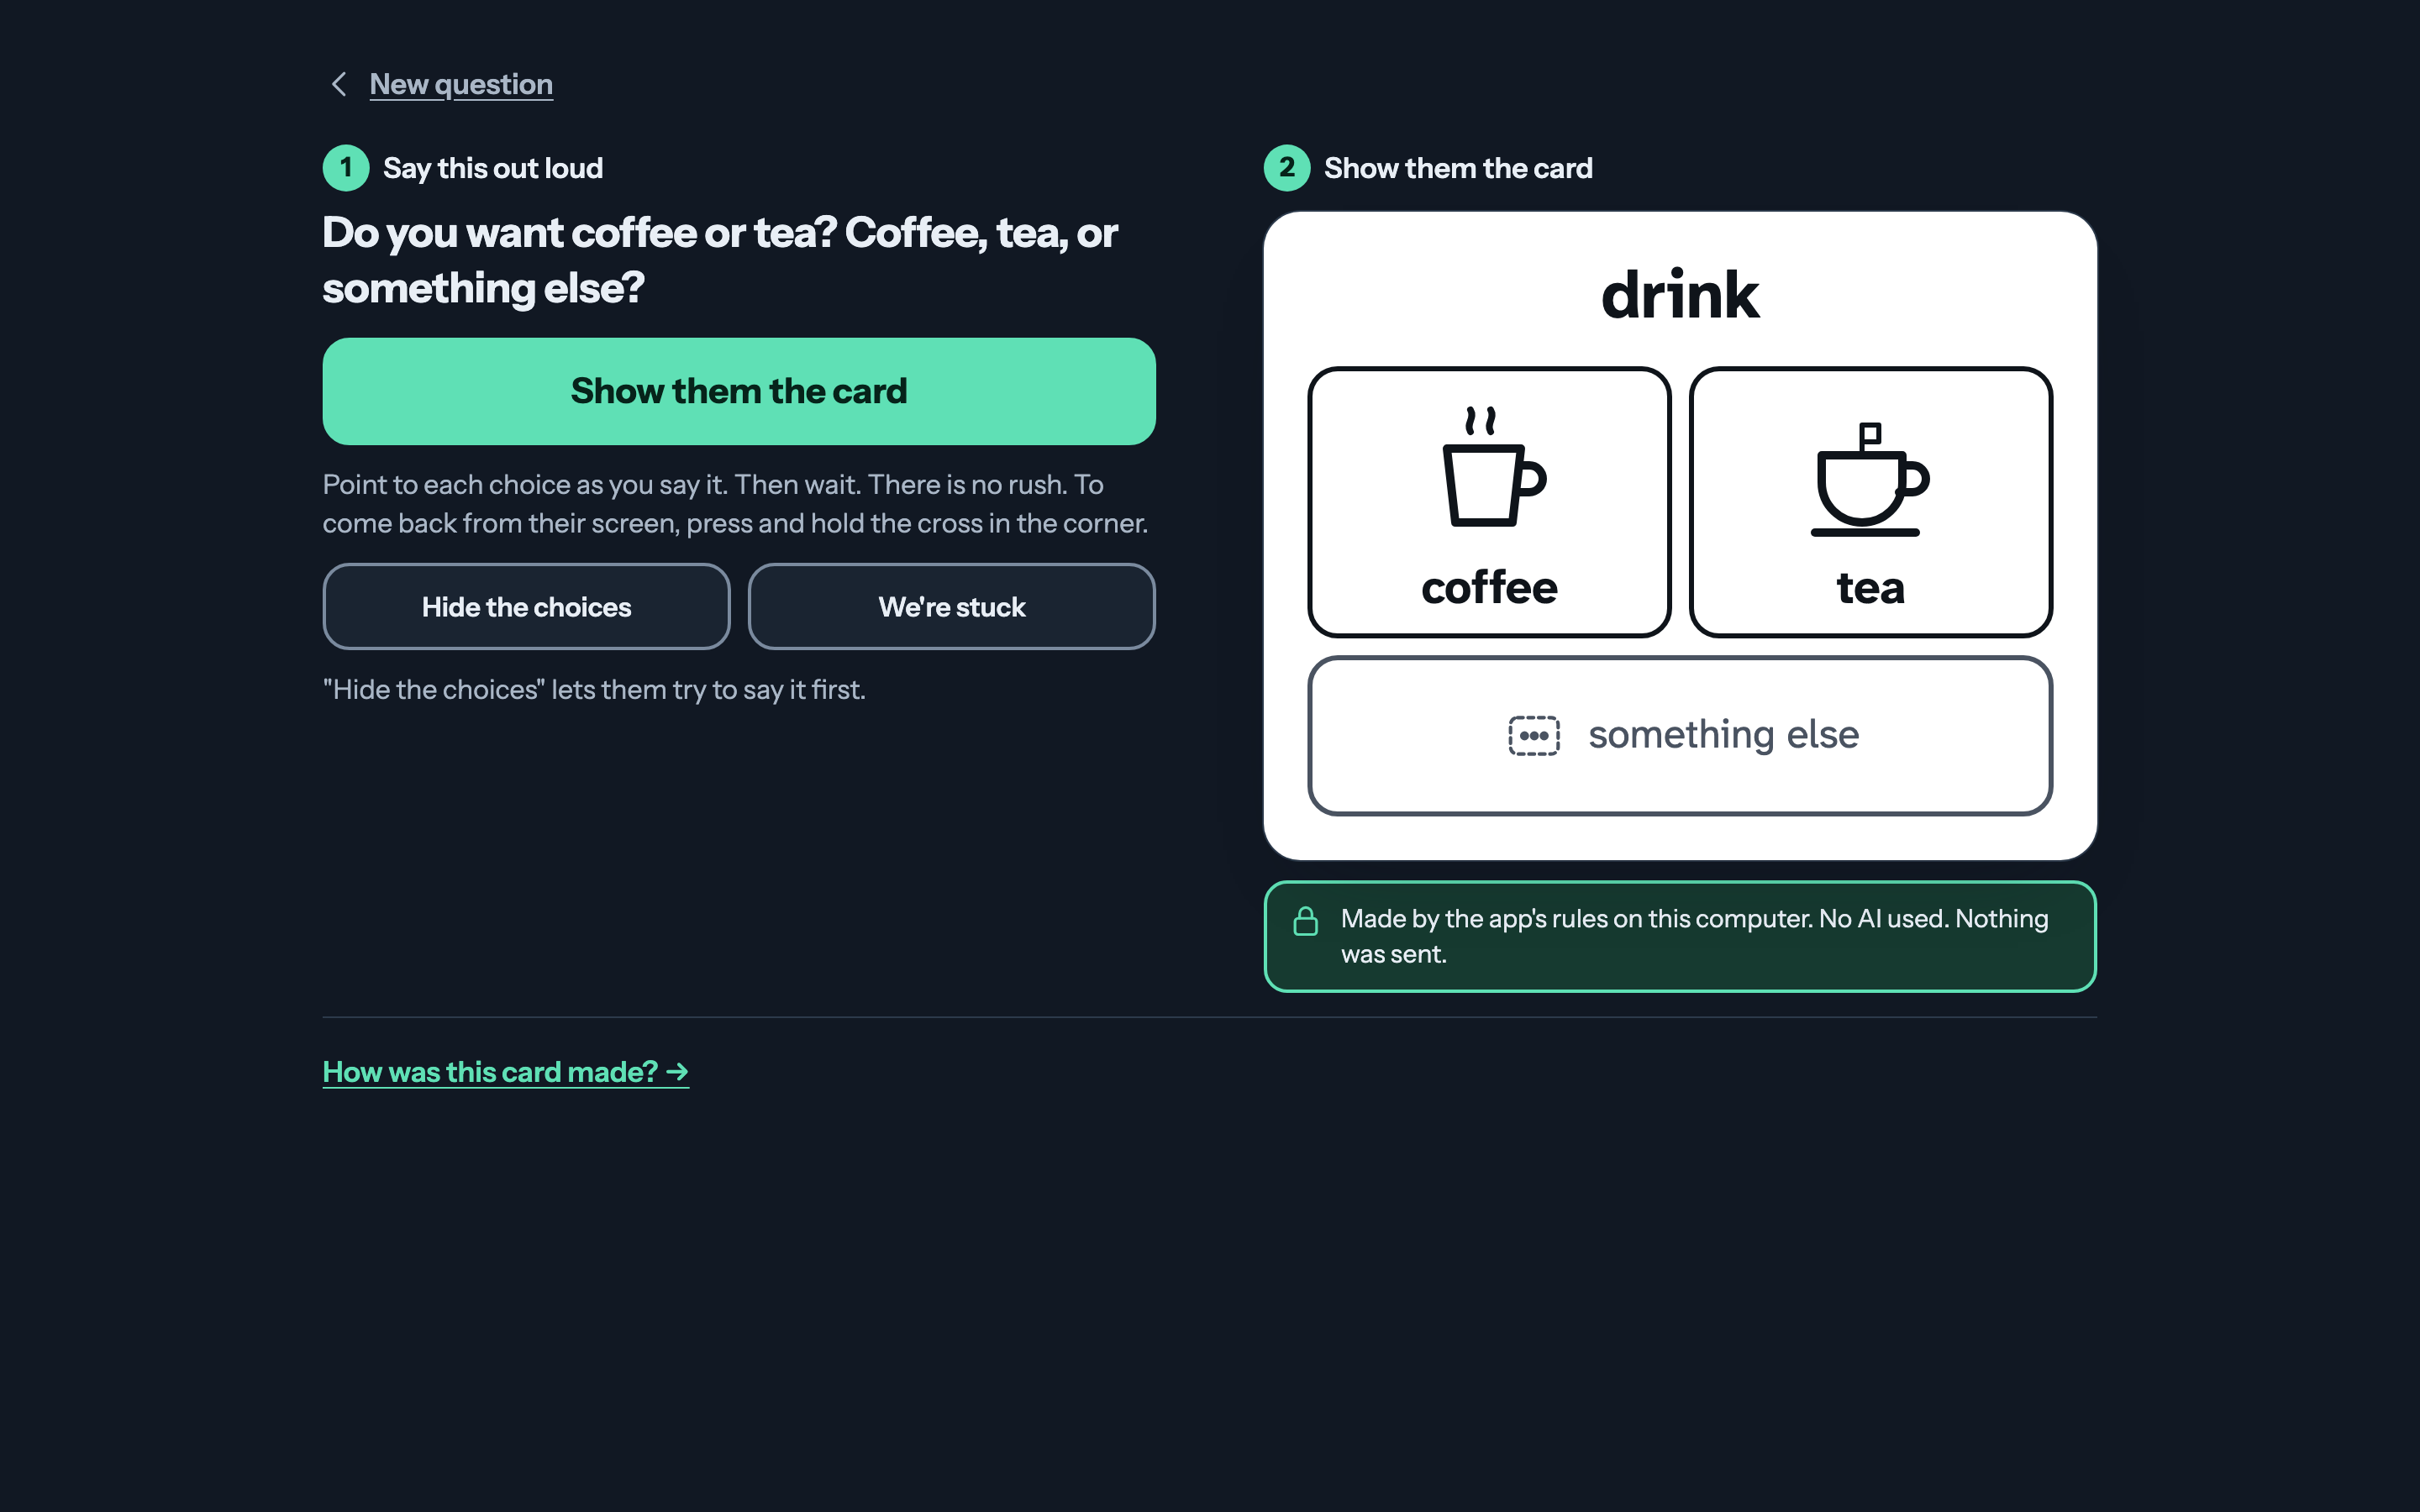 New question
1 Say this out loud
Do you want coffee or tea? Coffee, tea, or
something else?
Show them the card
Point to each choice as you say it. Then wait. There is no rush. To
come back from their screen, press and hold the cross in the corner.
Hide the choices
We're stuck
"Hide the choices" lets them try to say it first.
2 Show them the card
drink
coffee
tea
something else
Made by the app's rules on this computer. No AI used. Nothing
was sent.
How was this card made? →